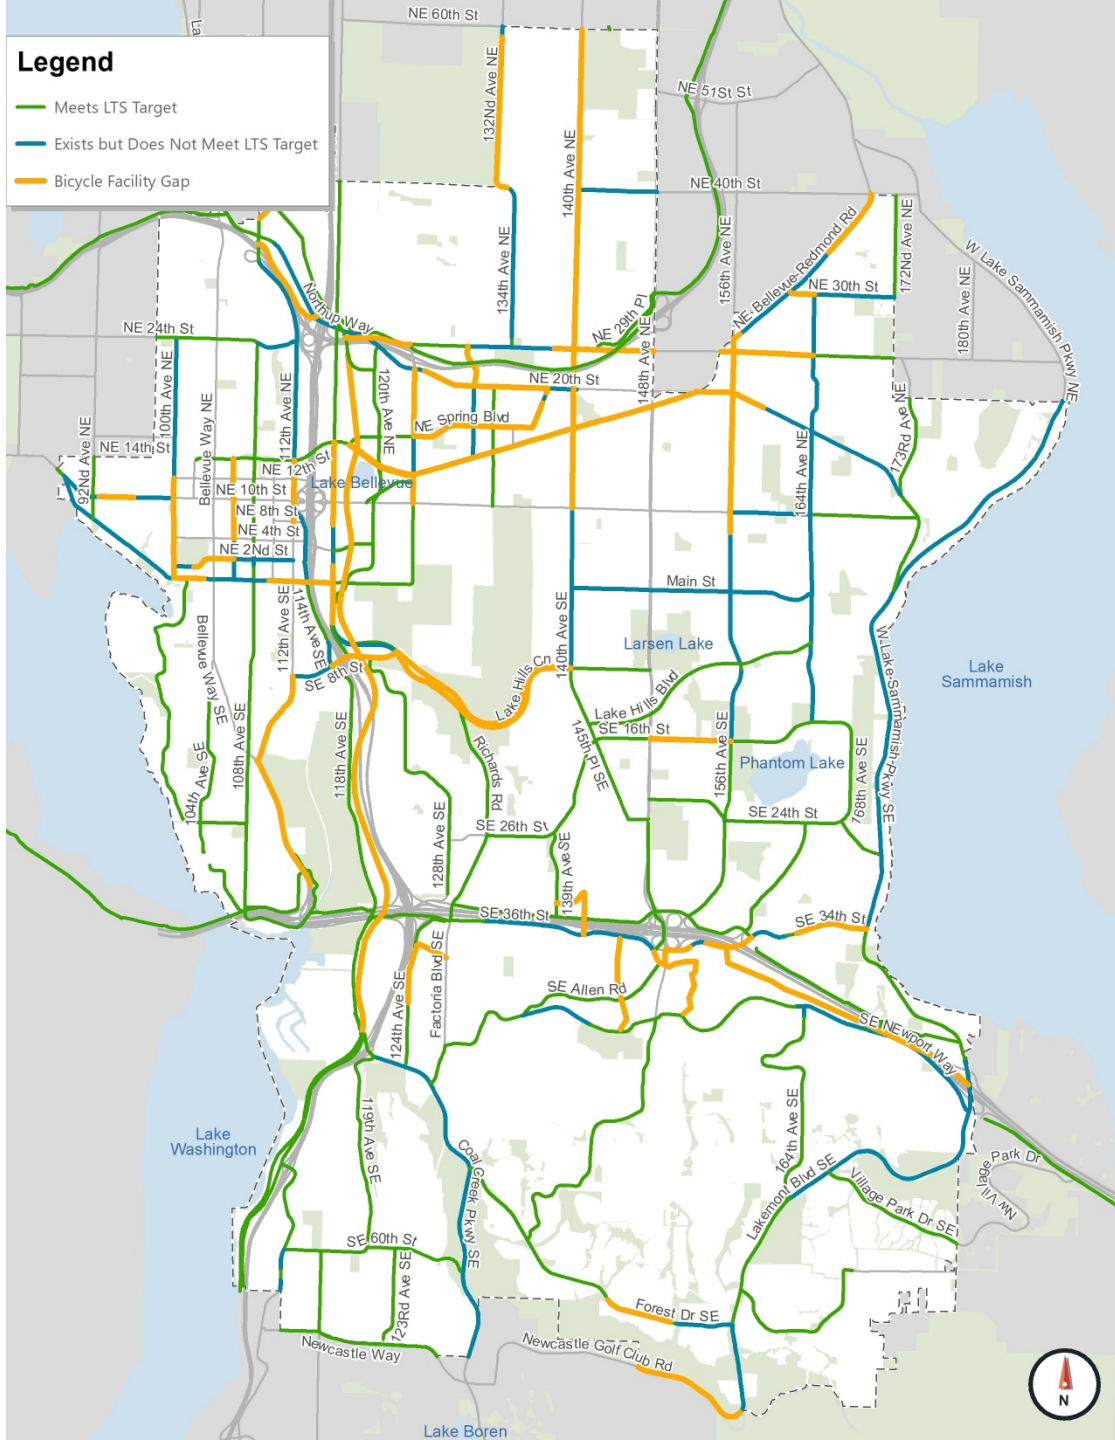 NE 60th St
La
Legend
Meets LTS Target
Exists but Does Not Meet LTS Target
Bicycle Facility Gap
132Nd Ave NE
NE 51St St
140th Ave NE
NE 40th St
156th Ave NE
NE-Bellevue-Redmond Rd
172Nd Ave NE
W Lake Sammamish Pkwy NE
134th Ave NE
NE 30th St
180th Ave NE
Northup Way
NE 29th Pl
NE 24th St
148th Ave NE
100th Ave NE
Bellevue Way NE
112th Ave NE
120th Ave NE
NE 20th St
NE Spring Blvd
173Rd Ave NE
92Nd Ave NE
NE 14th St
NE 12th St
164th Ave NE
Lake Bellevue
NE 10th St
NE 8th St
NE 4th St
NE 2Nd St
Main St
112th Ave SE
114th Ave SE
140th Ave SE
Larsen Lake
Bellevue Way SE
SE 8th St
Lake Hills Cn
Lake Hills Blvd
W-Lake-Sammamish-Pkwy SE
Lake
Sammamish
SE 16th St
108th Ave SE
104th Ave SE
118th Ave SE
Richards Rd
145th Pl SE
156th Ave SE
Phantom Lake
168th Ave SE
SE 24th St
SE 26th St
128th Ave SE
139th Ave SE
SE 36th St
SE 34th St
Factoria Blvd SE
124th Ave SE
SE Allen Rd
SE NEwport Way
119th Ave SE
Lake
Washington
Coal Creek Pkwy SE
164th Ave SE
Lakemont Blvd SE
Village Park Dr SE
NW Village Park Dr
SE 60th St
123Rd Ave SE
Forest Dr SE
Newcastle Way
Newcastle Golf Club Rd
N
Lake Boren